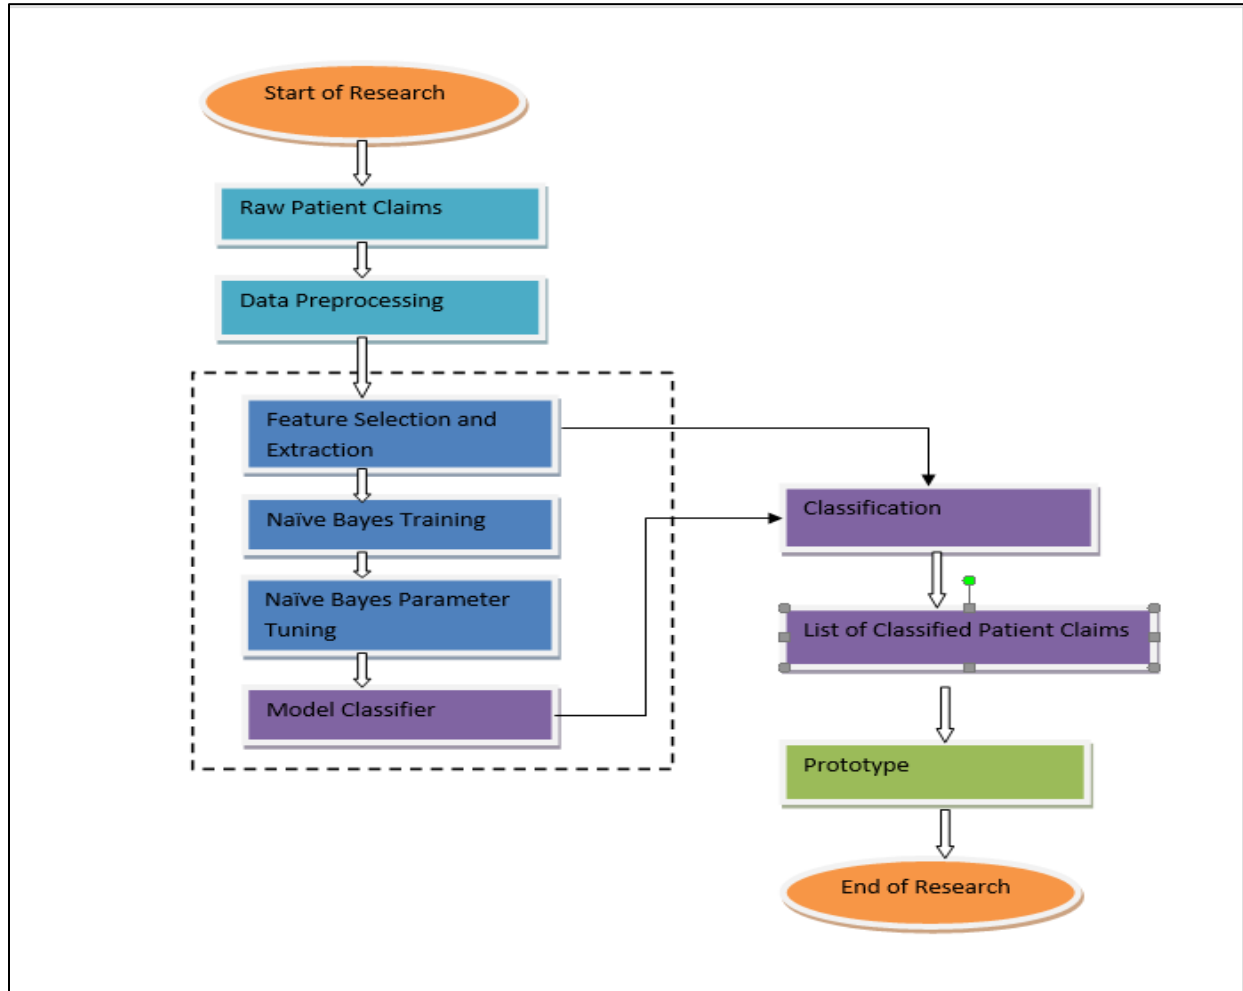 Start of Research
Raw Patient Claims
Data Preprocessing
Feature Selection and
Extraction
Naïve Bayes Training
Naïve Bayes Parameter
Tuning
Model Classifier
Classification
List of Classified Patient Claims
Prototype
End of Research